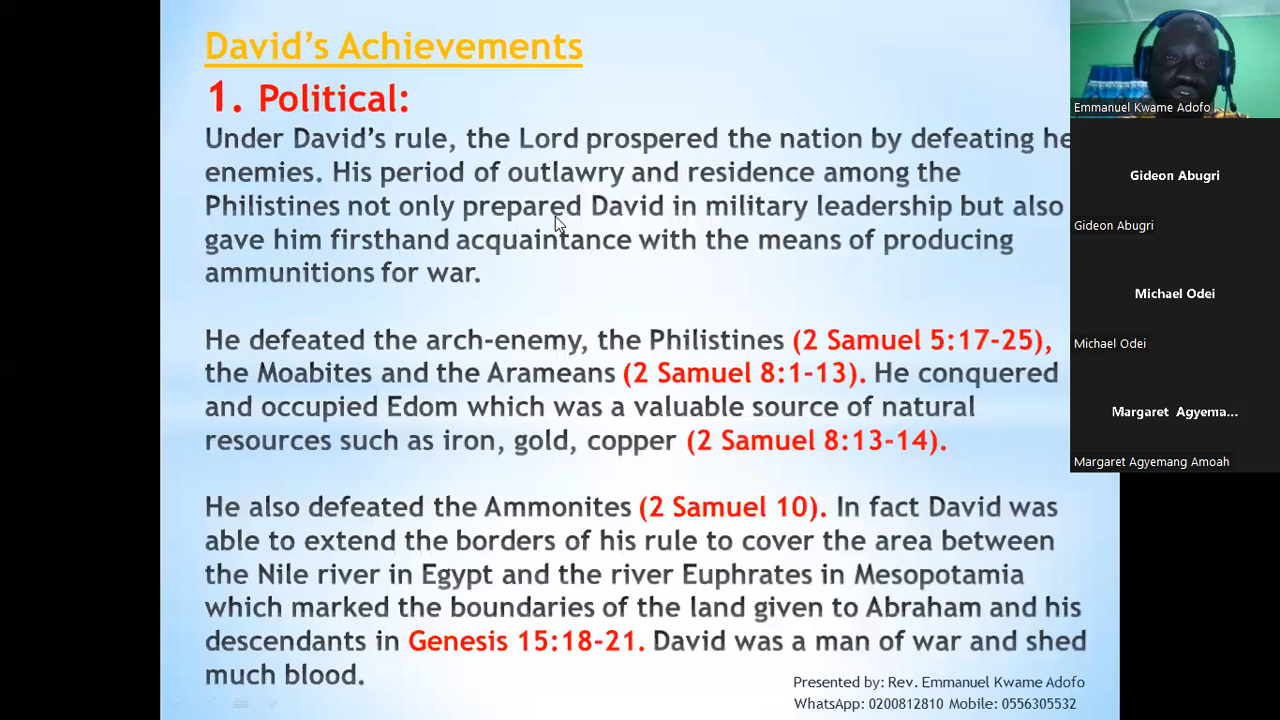 David's Achievements
1. Political:
Under David's rule, the Lord prospered the nation by defeating he
enemies. His period of outlawry and residence among the
Philistines not only prepared David in military leadership but also
gave him firsthand acquaintance with the means of producing
ammunitions for war.
He defeated the arch-enemy, the Philistines (2 Samuel 5:17-25),
the Moabites and the Arameans (2 Samuel 8:1-13). He conquered
and occupied Edom which was a valuable source of natural
resources such as iron, gold, copper (2 Samuel 8:13-14).
He also defeated the Ammonites (2 Samuel 10). In fact David was
able to extend the borders of his rule to cover the area between
the Nile river in Egypt and the river Euphrates in Mesopotamia
which marked the boundaries of the land given to Abraham and his
descendants in Genesis 15:18-21. David was a man of war and shed
much blood.
Presented by: Rev. Emmanuel Kwame Adofo
WhatsApp: 0200812810 Mobile: 0556305532
Emmanuel Kwame Adofo
Gideon Abugri
Gideon Abugri
Michael Odei
Michael Odei
Margaret Agyema...
Margaret Agyemang Amoah